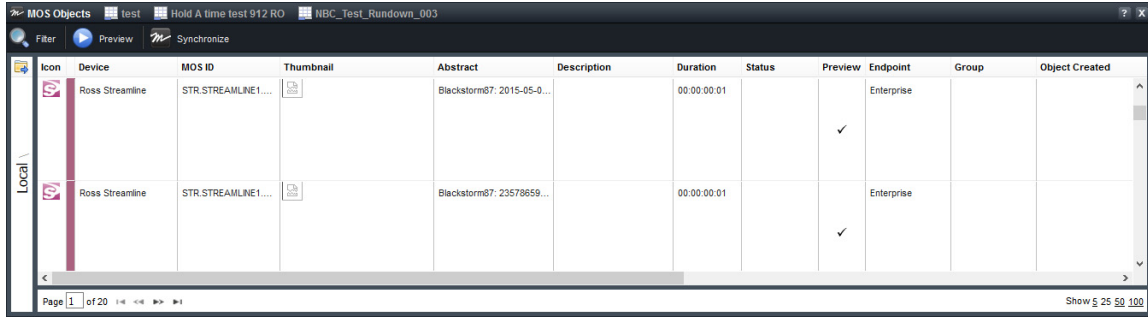 MOS Objects test Hold A time test 912 RO NBC_Test_Rundown_003 ? X
Filter Preview Synchronize
Icon Device MOS ID Thumbnail Abstract Description Duration Status Preview Endpoint Group Object Created
Ross Streamline STR.STREAMLINE1.... Blackstorm87: 2015-05-0... 00:00:00:01 Enterprise
✓
Local
Ross Streamline STR.STREAMLINE1.... Blackstorm87: 23578659... 00:00:00:01 Enterprise
✓
Page 1 of 20 Show 5 25 50 100